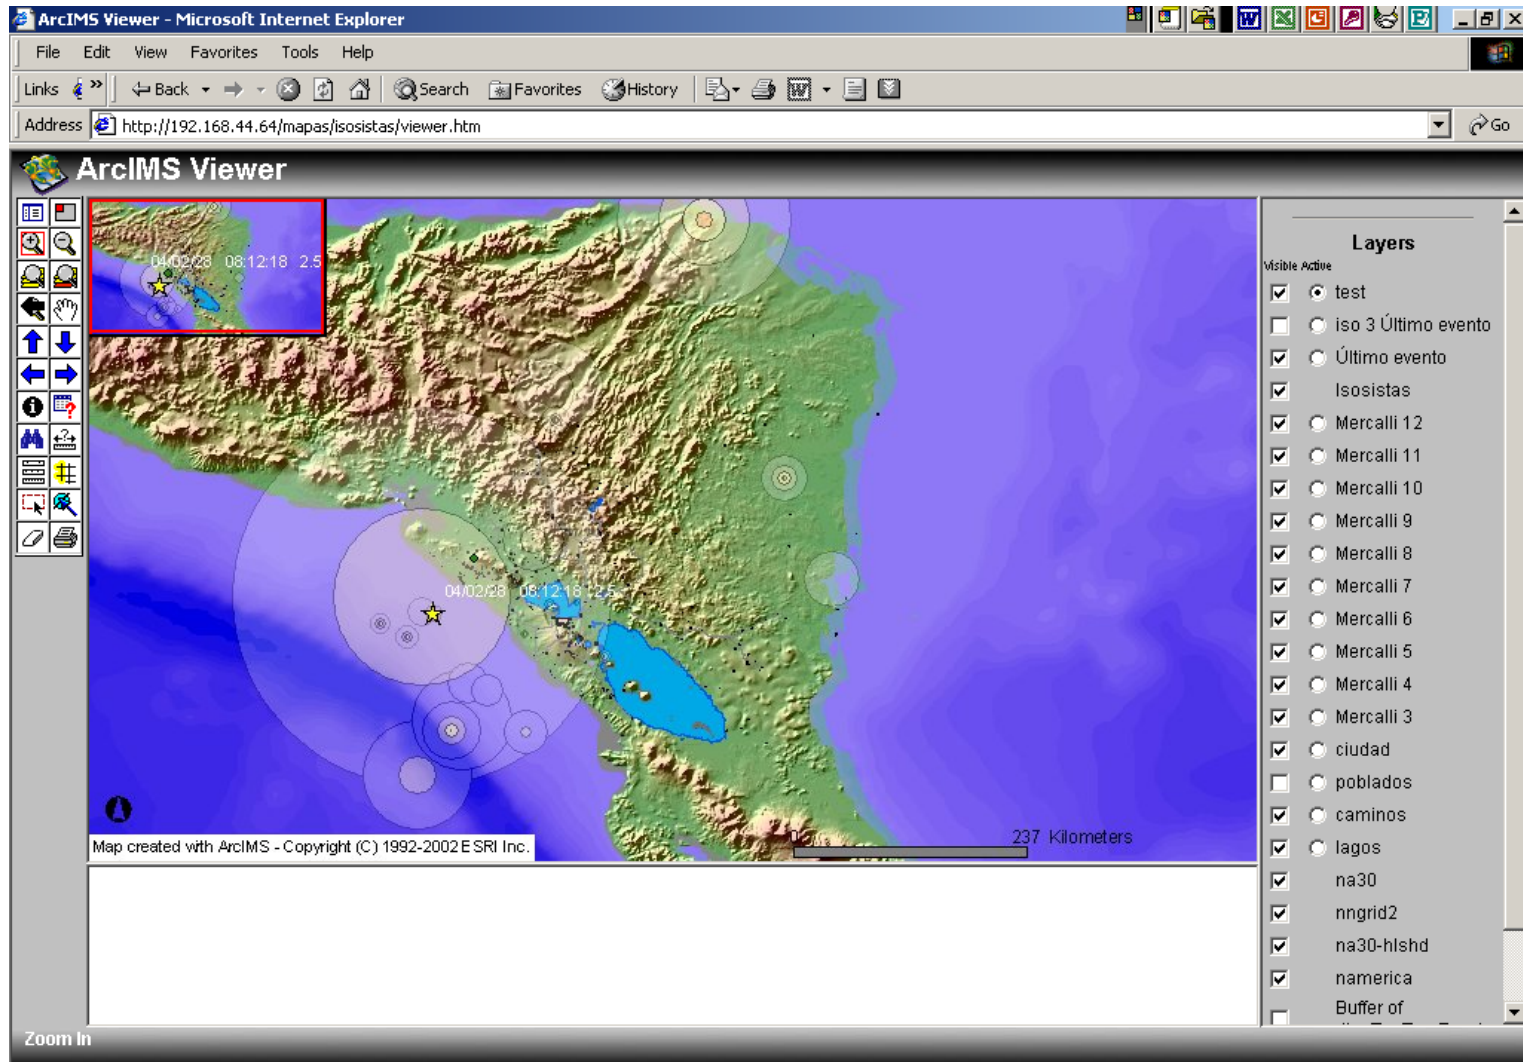 ArcIMS Viewer - Microsoft Internet Explorer
File Edit View Favorites Tools Help
Links » Back Search Favorites History
Address http://192.168.44.64/mapas/isosistas/viewer.htm Go
ArcIMS Viewer
04/02/28 08:12:18 2.5
04/02/28 08:12:18 2.5
0 237 Kilometers
Map created with ArcIMS - Copyright (C) 1992-2002 ESRI Inc.
Layers
Visible Active
test
iso 3 Último evento
Último evento
Isosistas
Mercalli 12
Mercalli 11
Mercalli 10
Mercalli 9
Mercalli 8
Mercalli 7
Mercalli 6
Mercalli 5
Mercalli 4
Mercalli 3
ciudad
poblados
caminos
lagos
na30
nngrid2
na30-hlshd
namerica
Buffer of
Zoom In